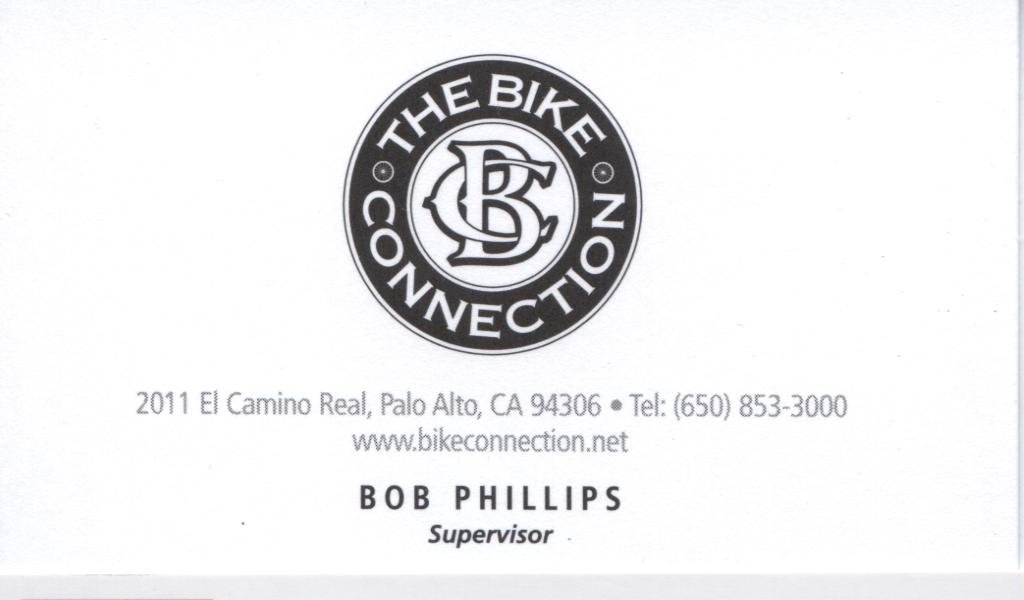 THE BIKE
CONNECTION
BC
2011 El Camino Real, Palo Alto, CA 94306 • Tel: (650) 853-3000
www.bikeconnection.net
BOB PHILLIPS
Supervisor